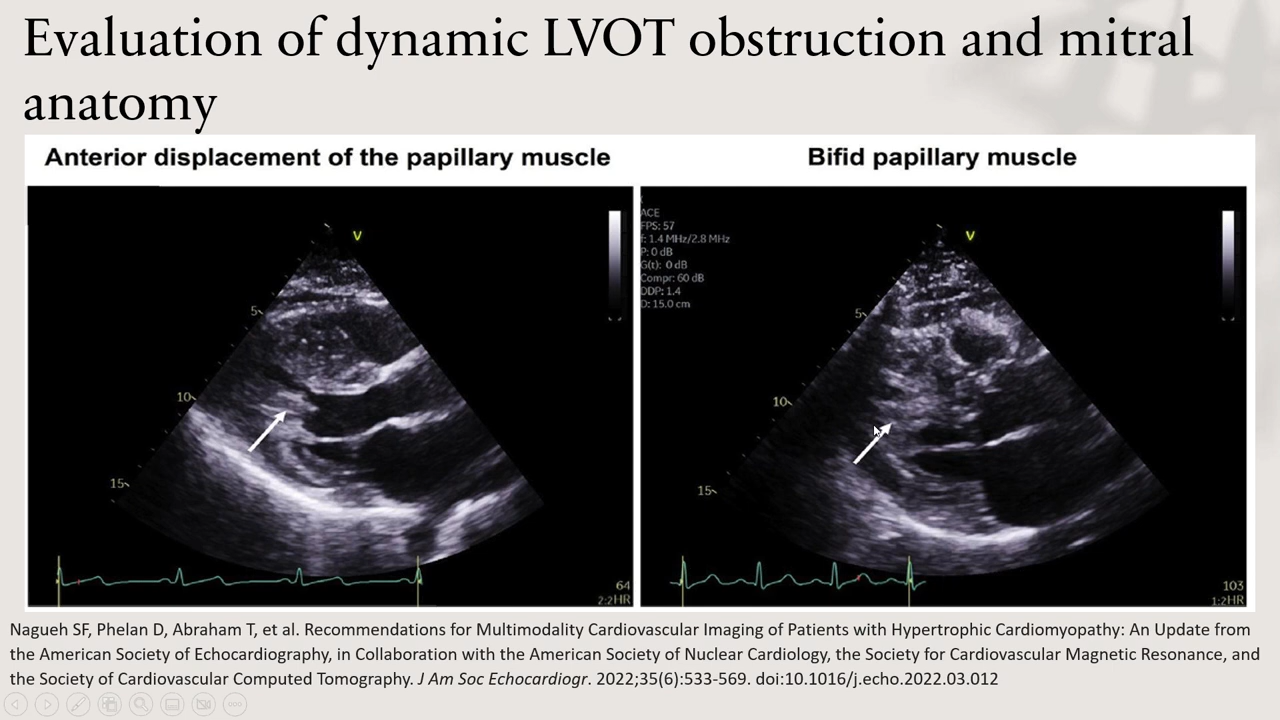 Evaluation of dynamic LVOT obstruction and mitral
anatomy
Anterior displacement of the papillary muscle
Bifid papillary muscle
V
5
10
15
64
2:2HR
ACE
FPS: 57
f: 1.4 MHz/2.8 MHz
P: 0 dB
G(t): 0 dB
Compr: 60 dB
ODP: 1.4
D: 15.0 cm
V
5
10
15
103
1:2HR
Nagueh SF, Phelan D, Abraham T, et al. Recommendations for Multimodality Cardiovascular Imaging of Patients with Hypertrophic Cardiomyopathy: An Update from
the American Society of Echocardiography, in Collaboration with the American Society of Nuclear Cardiology, the Society for Cardiovascular Magnetic Resonance, and
the Society of Cardiovascular Computed Tomography. J Am Soc Echocardiogr. 2022;35(6):533-569. doi:10.1016/j.echo.2022.03.012